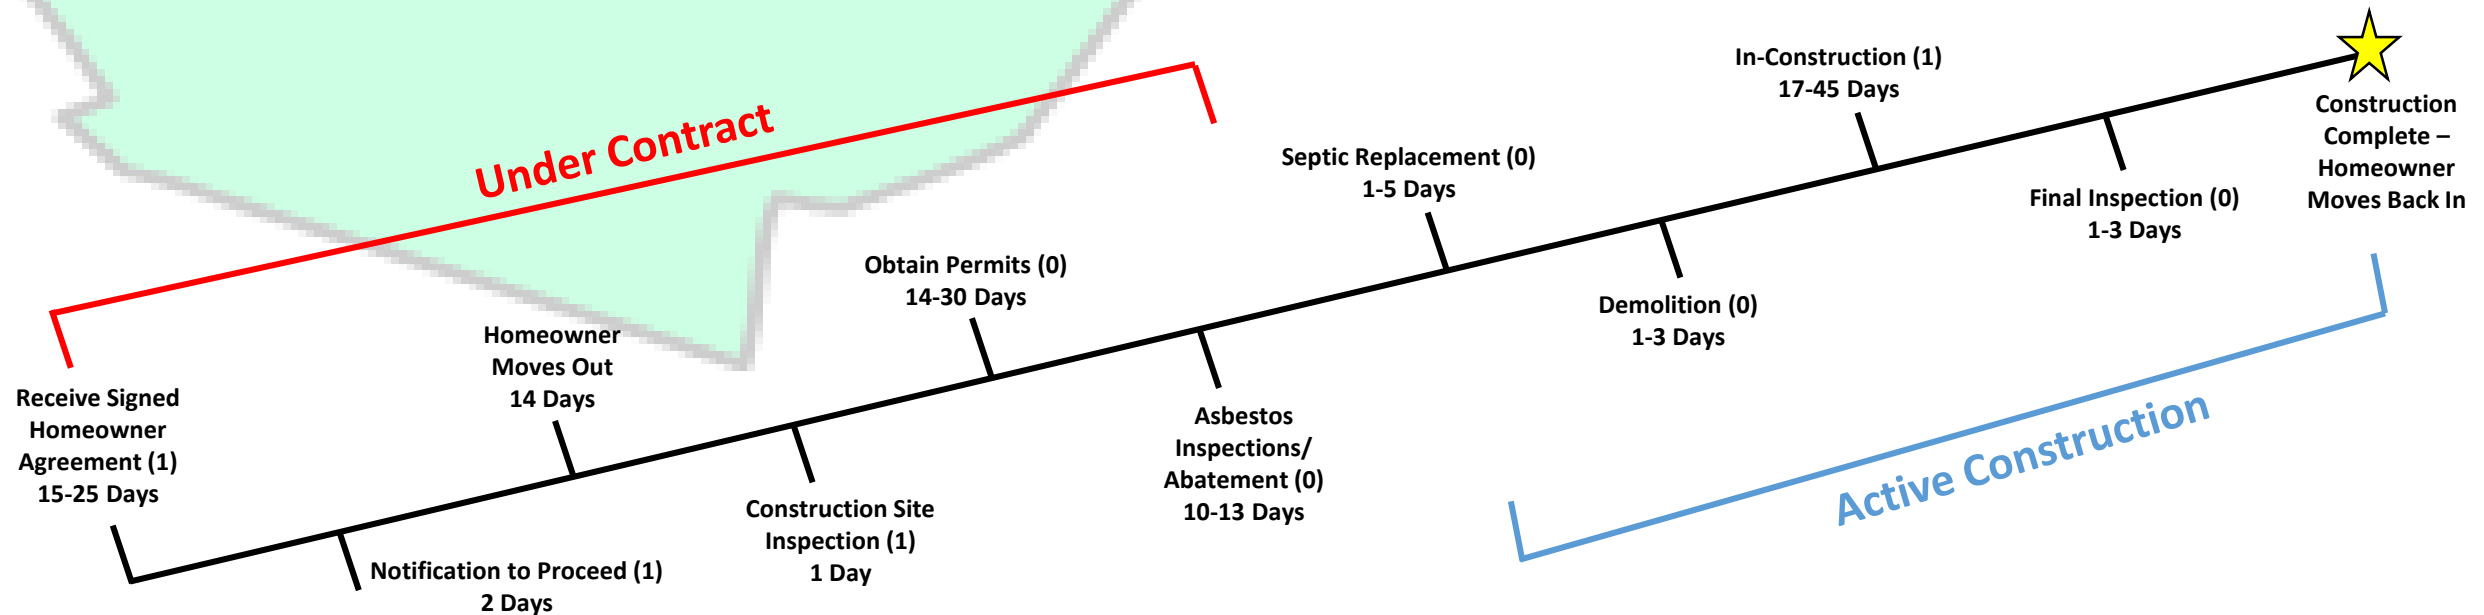 Under Contract
Receive Signed
Homeowner
Agreement (1)
15-25 Days
Notification to Proceed (1)
2 Days
Homeowner
Moves Out
14 Days
Construction Site
Inspection (1)
1 Day
Obtain Permits (0)
14-30 Days
Asbestos
Inspections/
Abatement (0)
10-13 Days
Septic Replacement (0)
1-5 Days
Demolition (0)
1-3 Days
In-Construction (1)
17-45 Days
Final Inspection (0)
1-3 Days
Construction
Complete –
Homeowner
Moves Back In
Active Construction